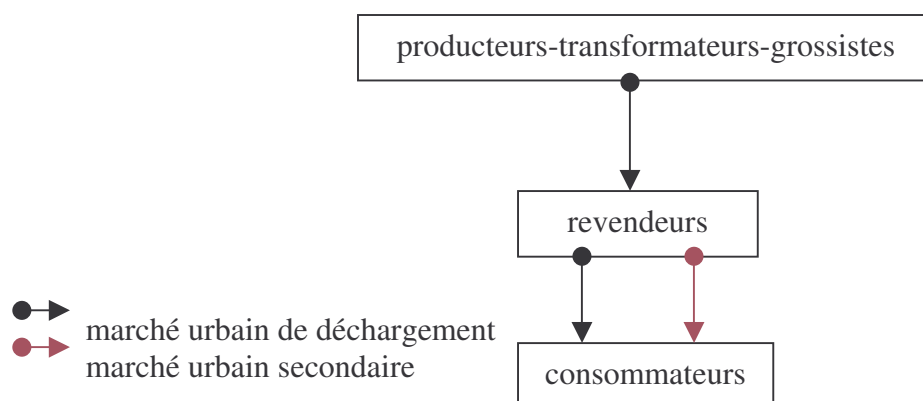 producteurs-transformateurs-grossistes
revendeurs
marché urbain de déchargement
marché urbain secondaire
consommateurs